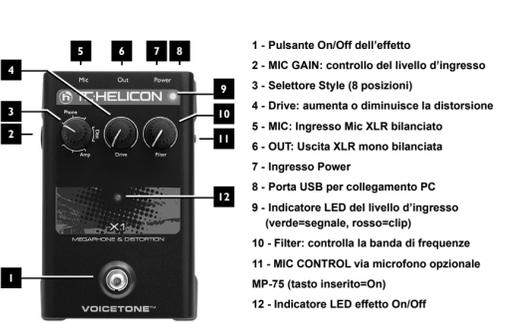 5
6
7
8
4
Mic
Out
Power
TC·HELICON
9
3
Phone
10
2
11
Amp
Drive
Filter
12
X1
MEGAPHONE & DISTORTION
1
VOICETONE™
1 - Pulsante On/Off dell'effetto
2 - MIC GAIN: controllo del livello d'ingresso
3 - Selettore Style (8 posizioni)
4 - Drive: aumenta o diminuisce la distorsione
5 - MIC: Ingresso Mic XLR bilanciato
6 - OUT: Uscita XLR mono bilanciata
7 - Ingresso Power
8 - Porta USB per collegamento PC
9 - Indicatore LED del livello d'ingresso
(verde=segnale, rosso=clip)
10 - Filter: controlla la banda di frequenze
11 - MIC CONTROL via microfono opzionale
MP-75 (tasto inserito=On)
12 - Indicatore LED effetto On/Off